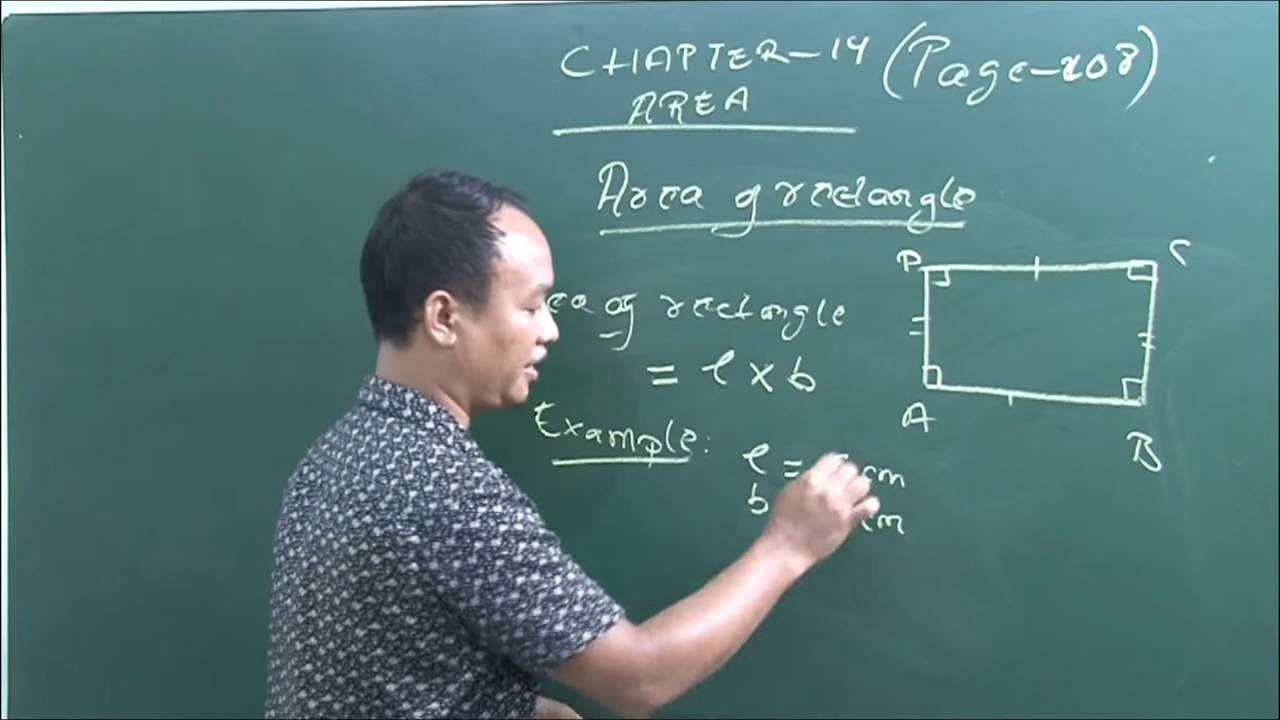 CHAPTER-14 (Page-208)
AREA
Area of rectangle
P
ea of rectangle
= l x b
A
B
Example:
l = cm
b cm